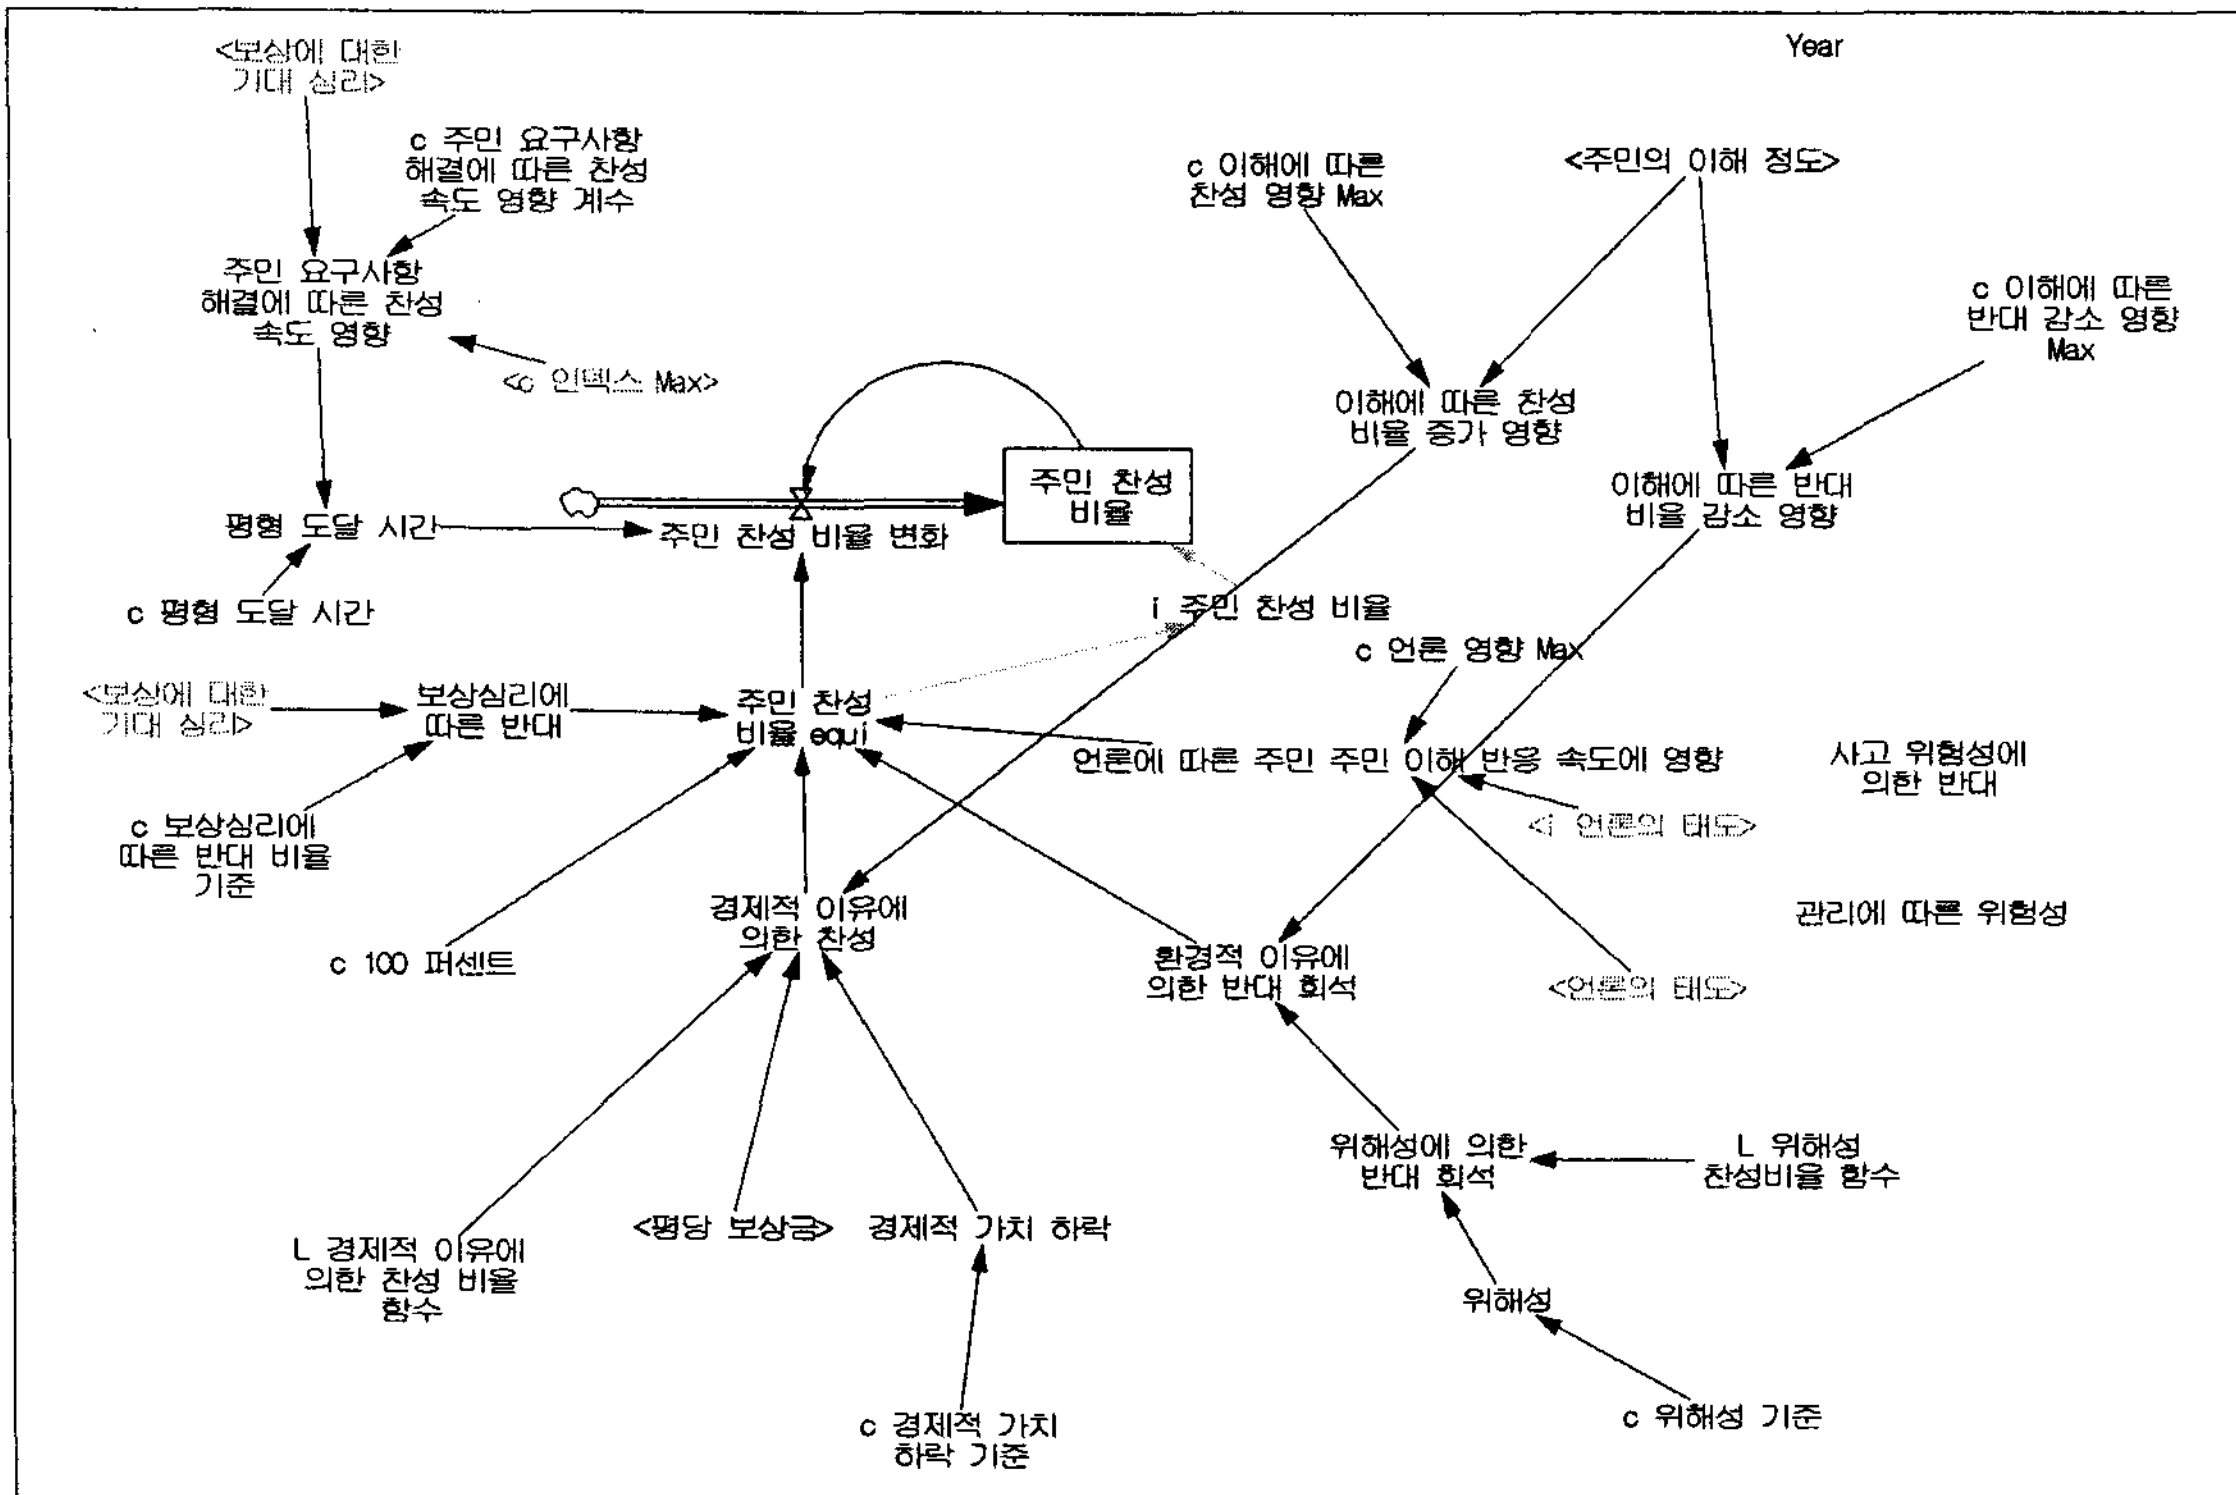 <보상에 대한
기대 심리>
Year
c 주민 요구사항
해결에 따른 찬성
속도 영향 계수
c 이해에 따른
찬성 영향 Max
<주민의 이해 정도>
주민 요구사항
해결에 따른 찬성
속도 영향
c 이해에 따른
반대 감소 영향
Max
<c 인덱스 Max>
이해에 따른 찬성
비율 증가 영향
주민 찬성
비율
이해에 따른 반대
비율 감소 영향
평형 도달 시간
주민 찬성 비율 변화
c 평형 도달 시간
i 주민 찬성 비율
c 언론 영향 Max
<보상에 대한
기대 심리>
보상심리에
따른 반대
주민 찬성
비율 equi
언론에 따른 주민 주민 이해 반응 속도에 영향
사고 위험성에
의한 반대
c 보상심리에
따른 반대 비율
기준
<i 언론의 태도>
경제적 이유에
의한 찬성
관리에 따른 위험성
c 100 퍼센트
환경적 이유에
의한 반대 희석
<언론의 태도>
위해성에 의한
반대 희석
L 위해성
찬성비율 함수
<평당 보상금>
경제적 가치 하락
L 경제적 이유에
의한 찬성 비율
함수
위해성
c 경제적 가치
하락 기준
c 위해성 기준